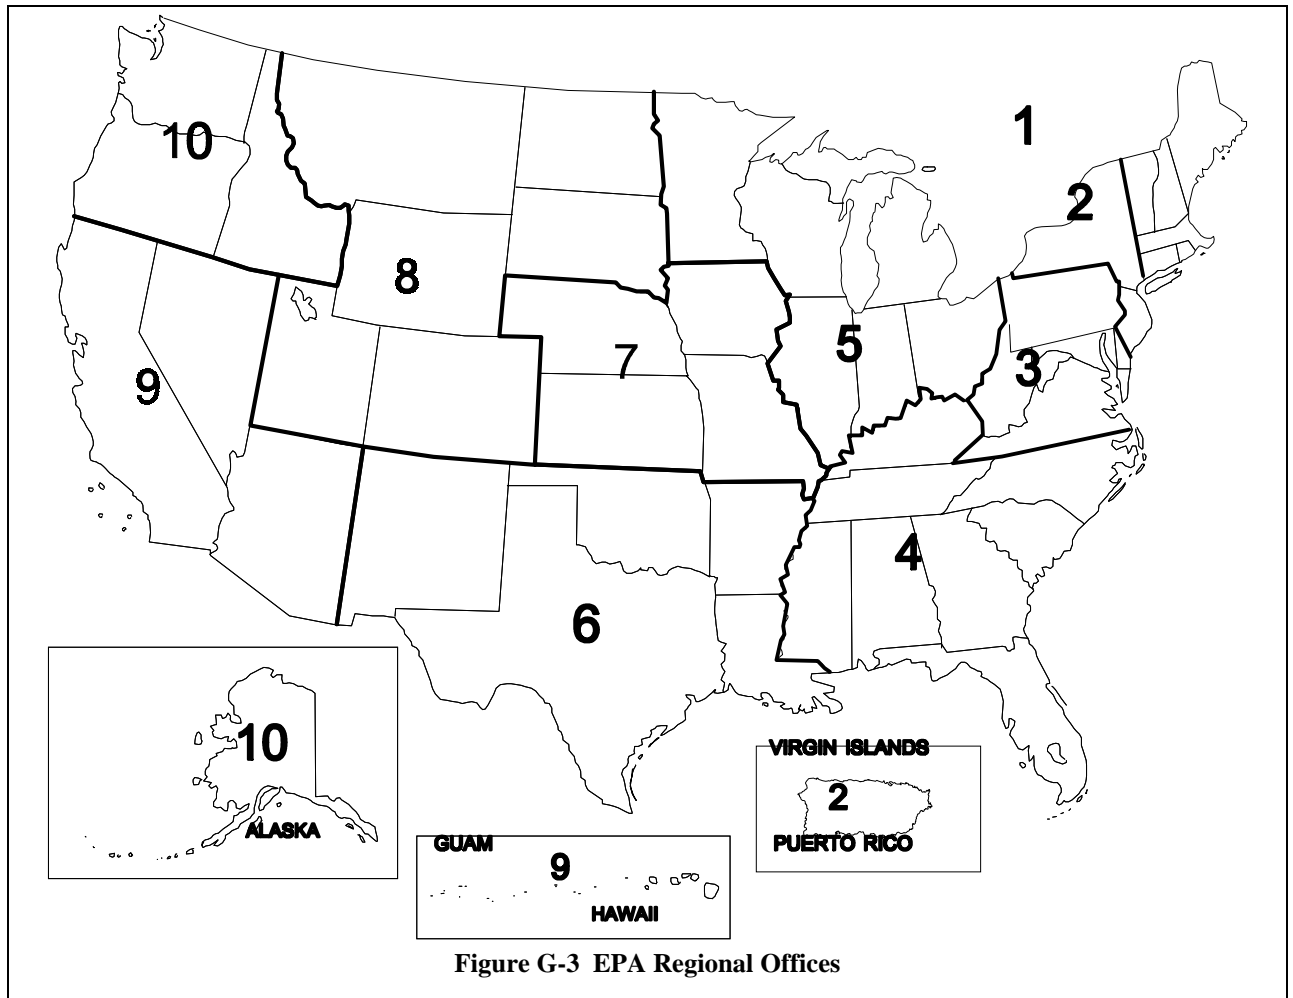 1
10
2
8
5
7
3
9
4
6
10
ALASKA
VIRGIN ISLANDS
2
PUERTO RICO
GUAM
9
HAWAII
Figure G-3 EPA Regional Offices